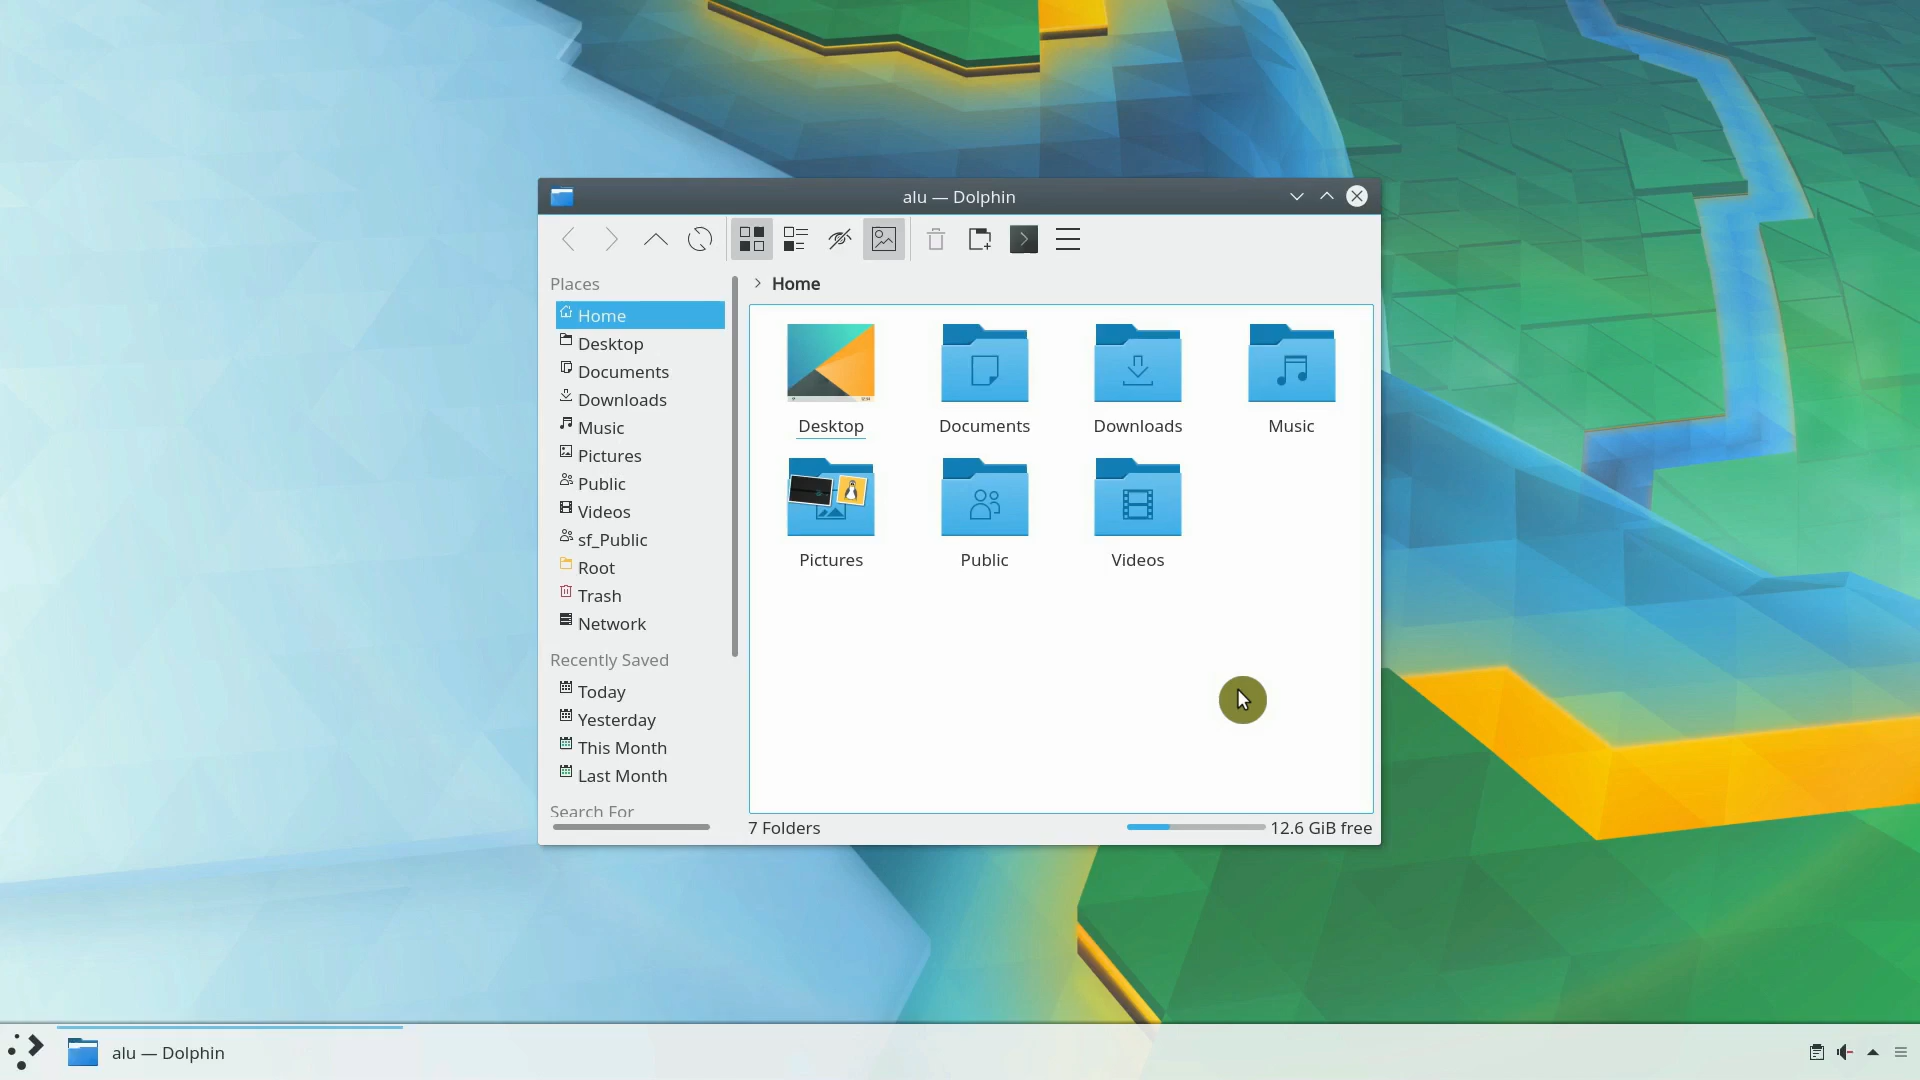 alu — Dolphin
Places
Home
Desktop
Documents
Downloads
Music
Pictures
Public
Videos
sf_Public
Root
Trash
Network
Recently Saved
Today
Yesterday
This Month
Last Month
Search For
Home
Desktop
Documents
Downloads
Music
Pictures
Public
Videos
7 Folders
12.6 GiB free
alu — Dolphin